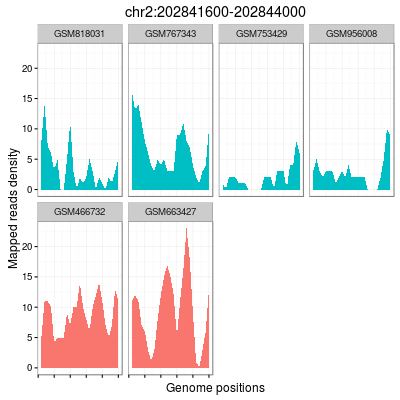 chr2:202841600-202844000
GSM818031 GSM767343 GSM753429 GSM956008
20
15
10
5
0
GSM466732 GSM663427
20
15
10
5
0
Mapped reads density
Genome positions